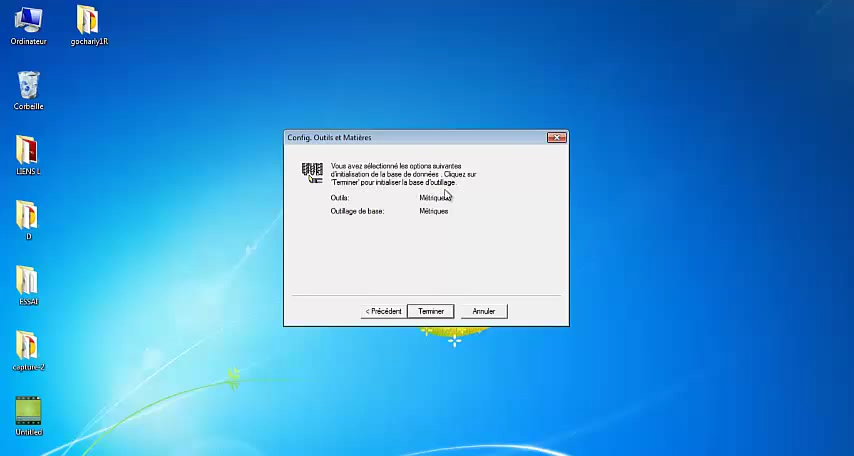 Ordinateur
gocharly1R
Corbeille
LIENS L
D
ESSAI
capture-2
Untitled
Config. Outils et Matières
Vous avez sélectionné les options suivantes
d'initialisation de la base de données . Cliquez sur
'Terminer' pour initialiser la base d'outillage.
Outils: Métriques
Outillage de base: Métriques
< Précédent Terminer Annuler